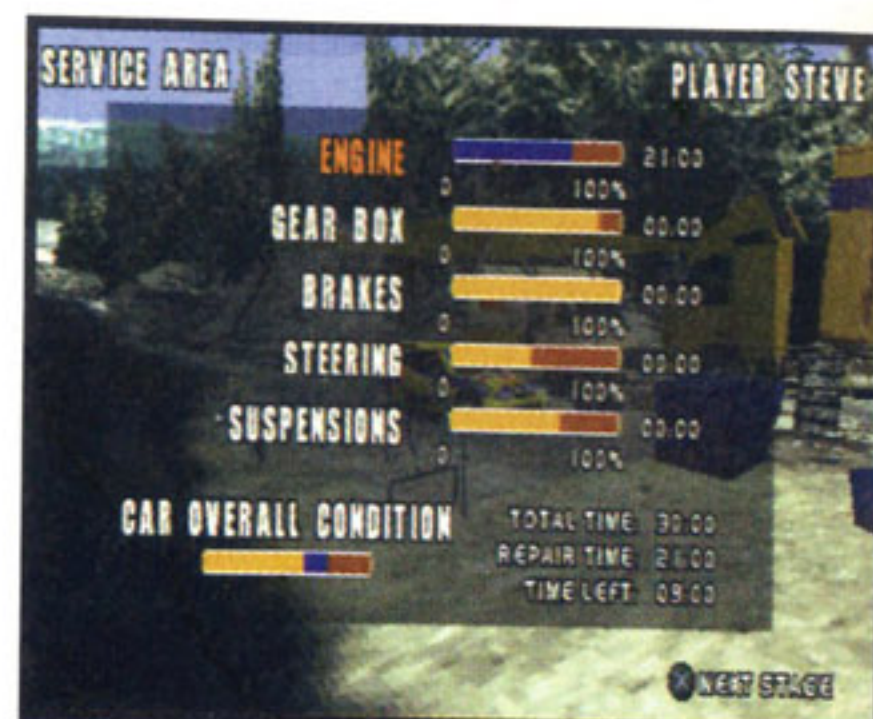 SERVICE AREA
PLAYER STEVE
ENGINE 21:00
0 100%
GEAR BOX 00:00
0 100%
BRAKES 00:00
0 100%
STEERING 00:00
0 100%
SUSPENSIONS 00:00
0 100%
CAR OVERALL CONDITION
TOTAL TIME: 30:00
REPAIR TIME: 21:00
TIME LEFT: 09:00
X NEXT STAGE